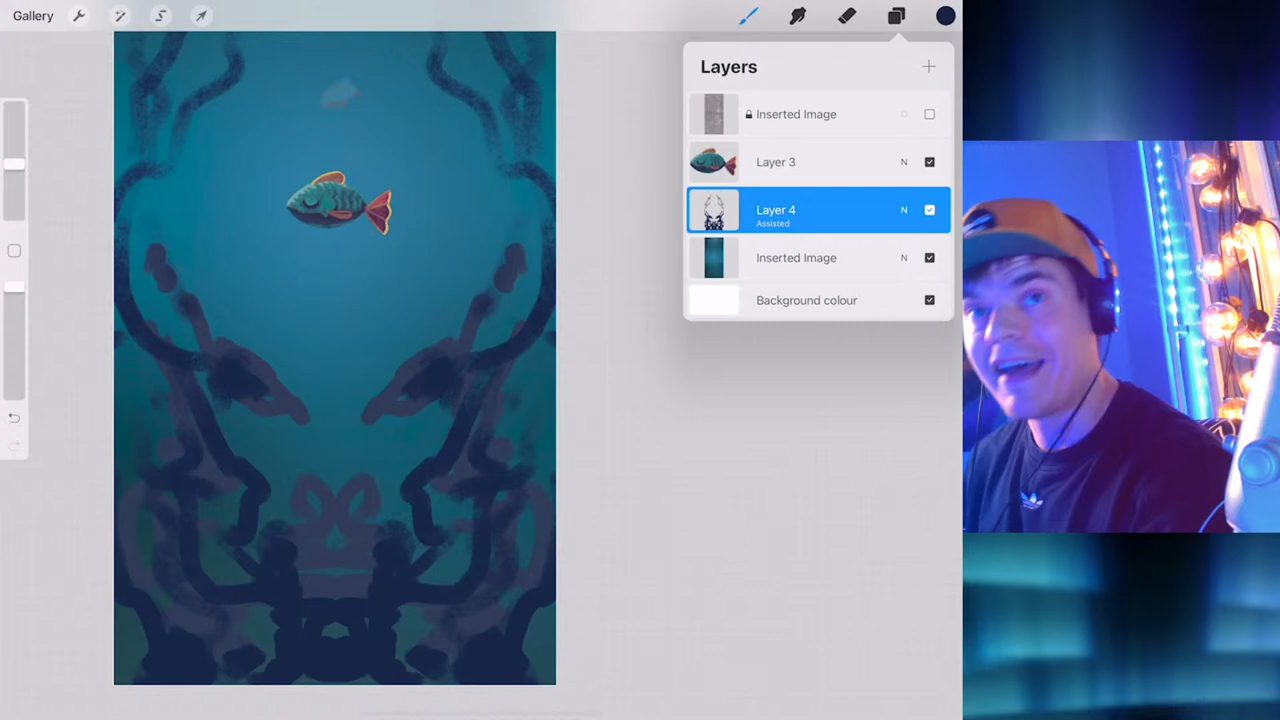 Gallery
Layers
Inserted Image
Layer 3
N
Layer 4
Assisted
N
Inserted Image
N
Background colour